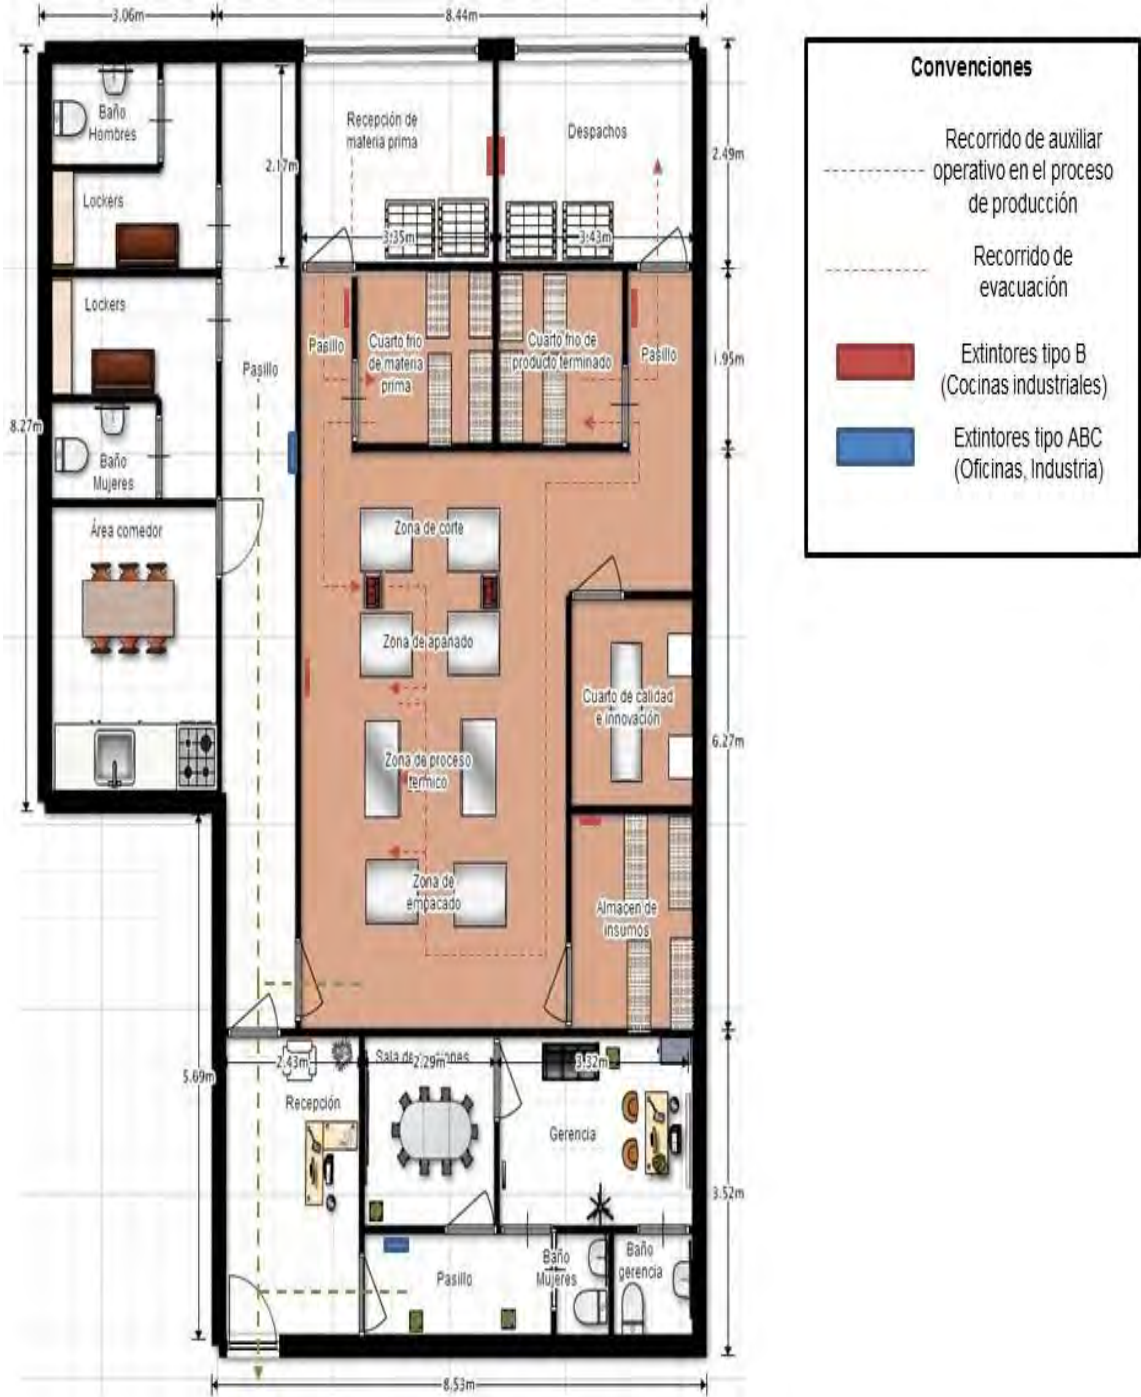 3.06m
8.44m
Baño
Hombres
Lockers
2.17m
Recepción de
materia prima
Despachos
2.49m
3.35m
3.43m
Lockers
Pasillo
Pasillo
Cuarto frio
de materia
prima
Cuarto frio de
producto terminado
Pasillo
1.95m
8.27m
Baño
Mujeres
Área comedor
Zona de corte
Zona de apanado
Cuarto de calidad
e innovación
6.27m
Zona de proceso
térmico
Zona de
empacado
Almacen de
insumos
5.69m
2.43m
2.29m
3.32m
Recepción
Gerencia
3.52m
Pasillo
Baño
Mujeres
Baño
gerencia
8.53m
Convenciones
Recorrido de auxiliar
operativo en el proceso
de producción
Recorrido de
evacuación
Extintores tipo B
(Cocinas industriales)
Extintores tipo ABC
(Oficinas, Industria)